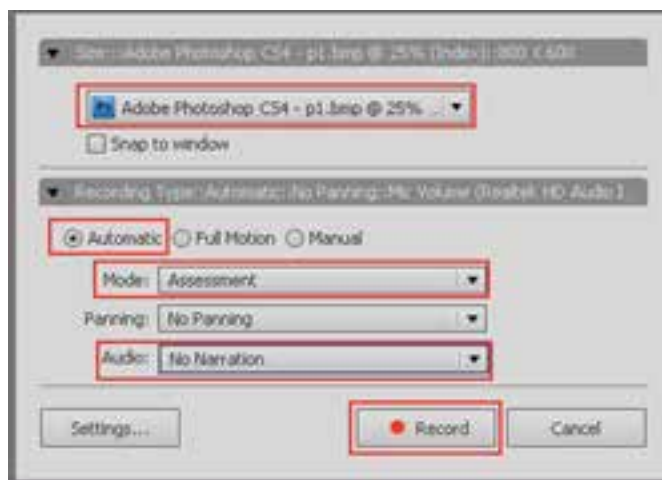 Size: Adobe Photoshop CS4 - p1.bmp @ 25% (Index): 800 x 600
Adobe Photoshop CS4 - p1.bmp @ 25% ...
Snap to window
Recording Type: Automatic: No Panning: Mic Volume (Realtek HD Audio I
Automatic Full Motion Manual
Mode: Assessment
Panning: No Panning
Audio: No Narration
Settings... Record Cancel